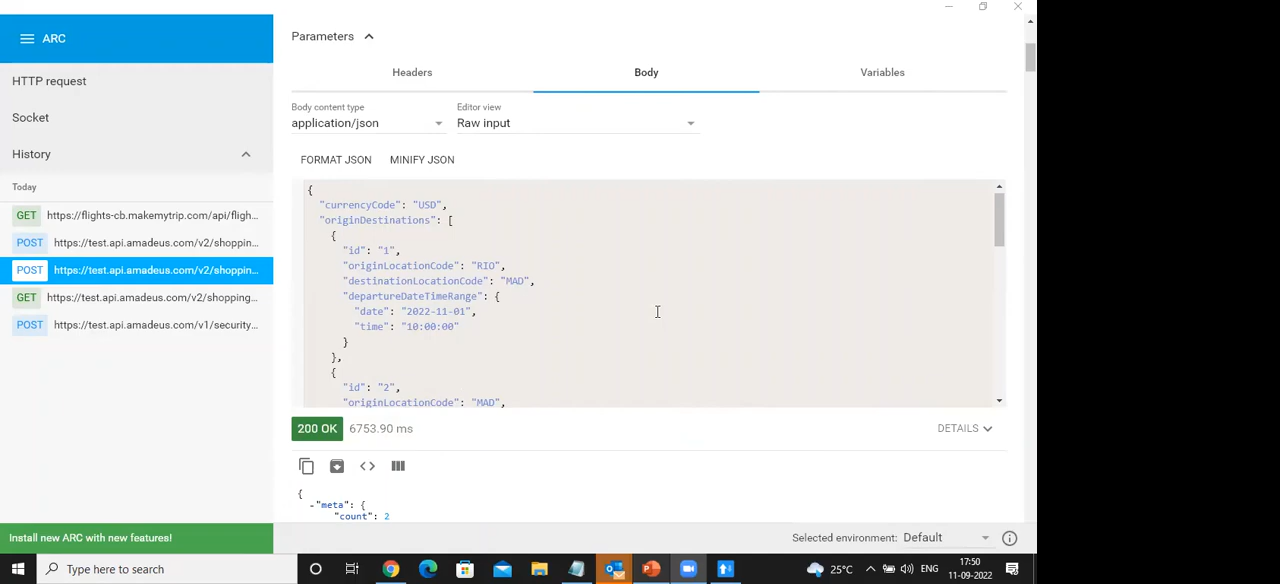 ARC
HTTP request
Socket
History
Today
GET https://flights-cb.makemytrip.com/api/fligh...
POST https://test.api.amadeus.com/v2/shoppin...
POST https://test.api.amadeus.com/v2/shoppin...
GET https://test.api.amadeus.com/v2/shopping...
POST https://test.api.amadeus.com/v1/security...
Install new ARC with new features!
Parameters
Headers Body Variables
Body content type Editor view
application/json Raw input
FORMAT JSON MINIFY JSON
{
"currencyCode": "USD",
"originDestinations": [
{
"id": "1",
"originLocationCode": "RIO",
"destinationLocationCode": "MAD",
"departureDateTimeRange": {
"date": "2022-11-01",
"time": "10:00:00"
}
},
{
"id": "2",
"originLocationCode": "MAD",
200 OK 6753.90 ms DETAILS
{
-"meta": {
"count": 2
Selected environment: Default
Type here to search
25°C ENG 17:50
11-09-2022